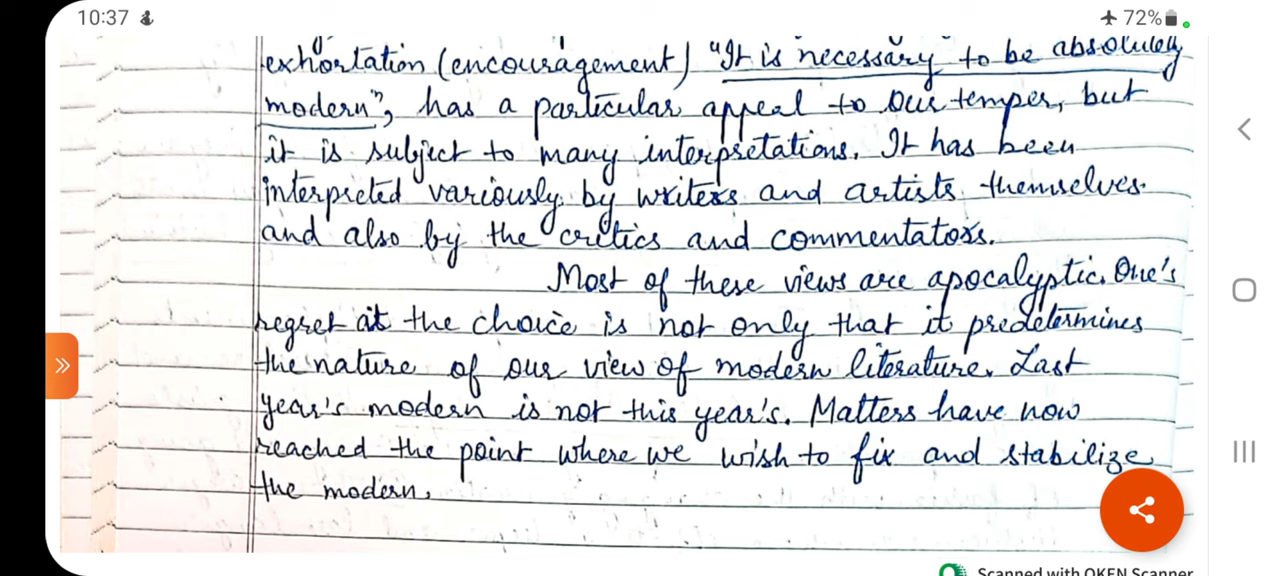 10:37
72%
exhortation (encouragement) "It is necessary to be absolutely
modern", has a particular appeal to our temper, but
it is subject to many interpretations. It has been
interpreted variously by writers and artists themselves
and also by the critics and commentators.
Most of these views are apocalyptic. One's
regret at the choice is not only that it predetermines
the nature of our view of modern literature. Last
year's modern is not this year's. Matters have now
reached the point where we wish to fix and stabilize
the modern.
Scanned with OKEN Scanner